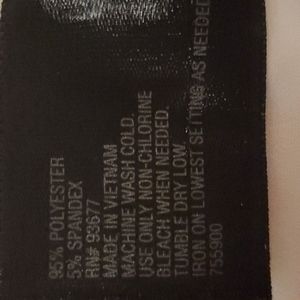 95% POLYESTER
5% SPANDEX
RN# 93677
MADE IN VIETNAM
MACHINE WASH COLD.
USE ONLY NON-CHLORINE
BLEACH WHEN NEEDED.
TUMBLE DRY LOW.
IRON ON LOWEST SETTING AS NEEDED
755900